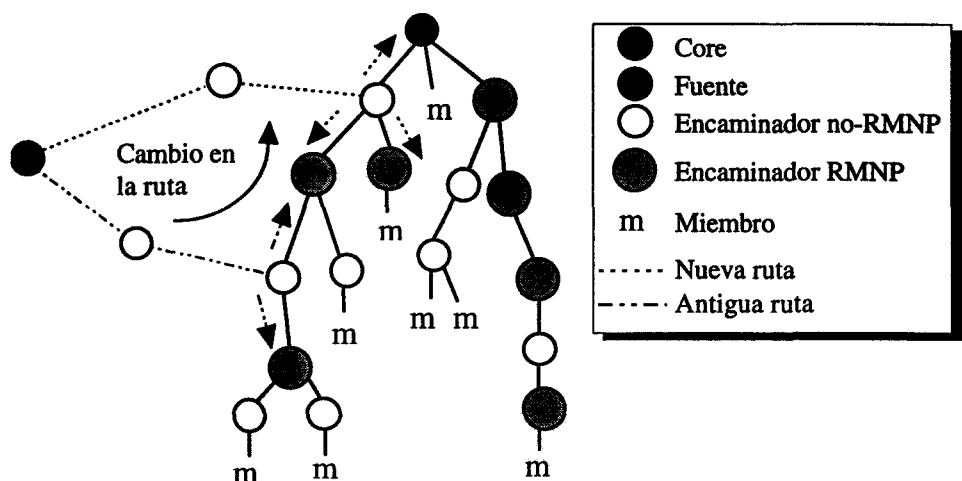 Cambio en
la ruta
m
m
m
m
m
m
m
m
m
Core
Fuente
Encaminador no-RMNP
Encaminador RMNP
m Miembro
Nueva ruta
Antigua ruta